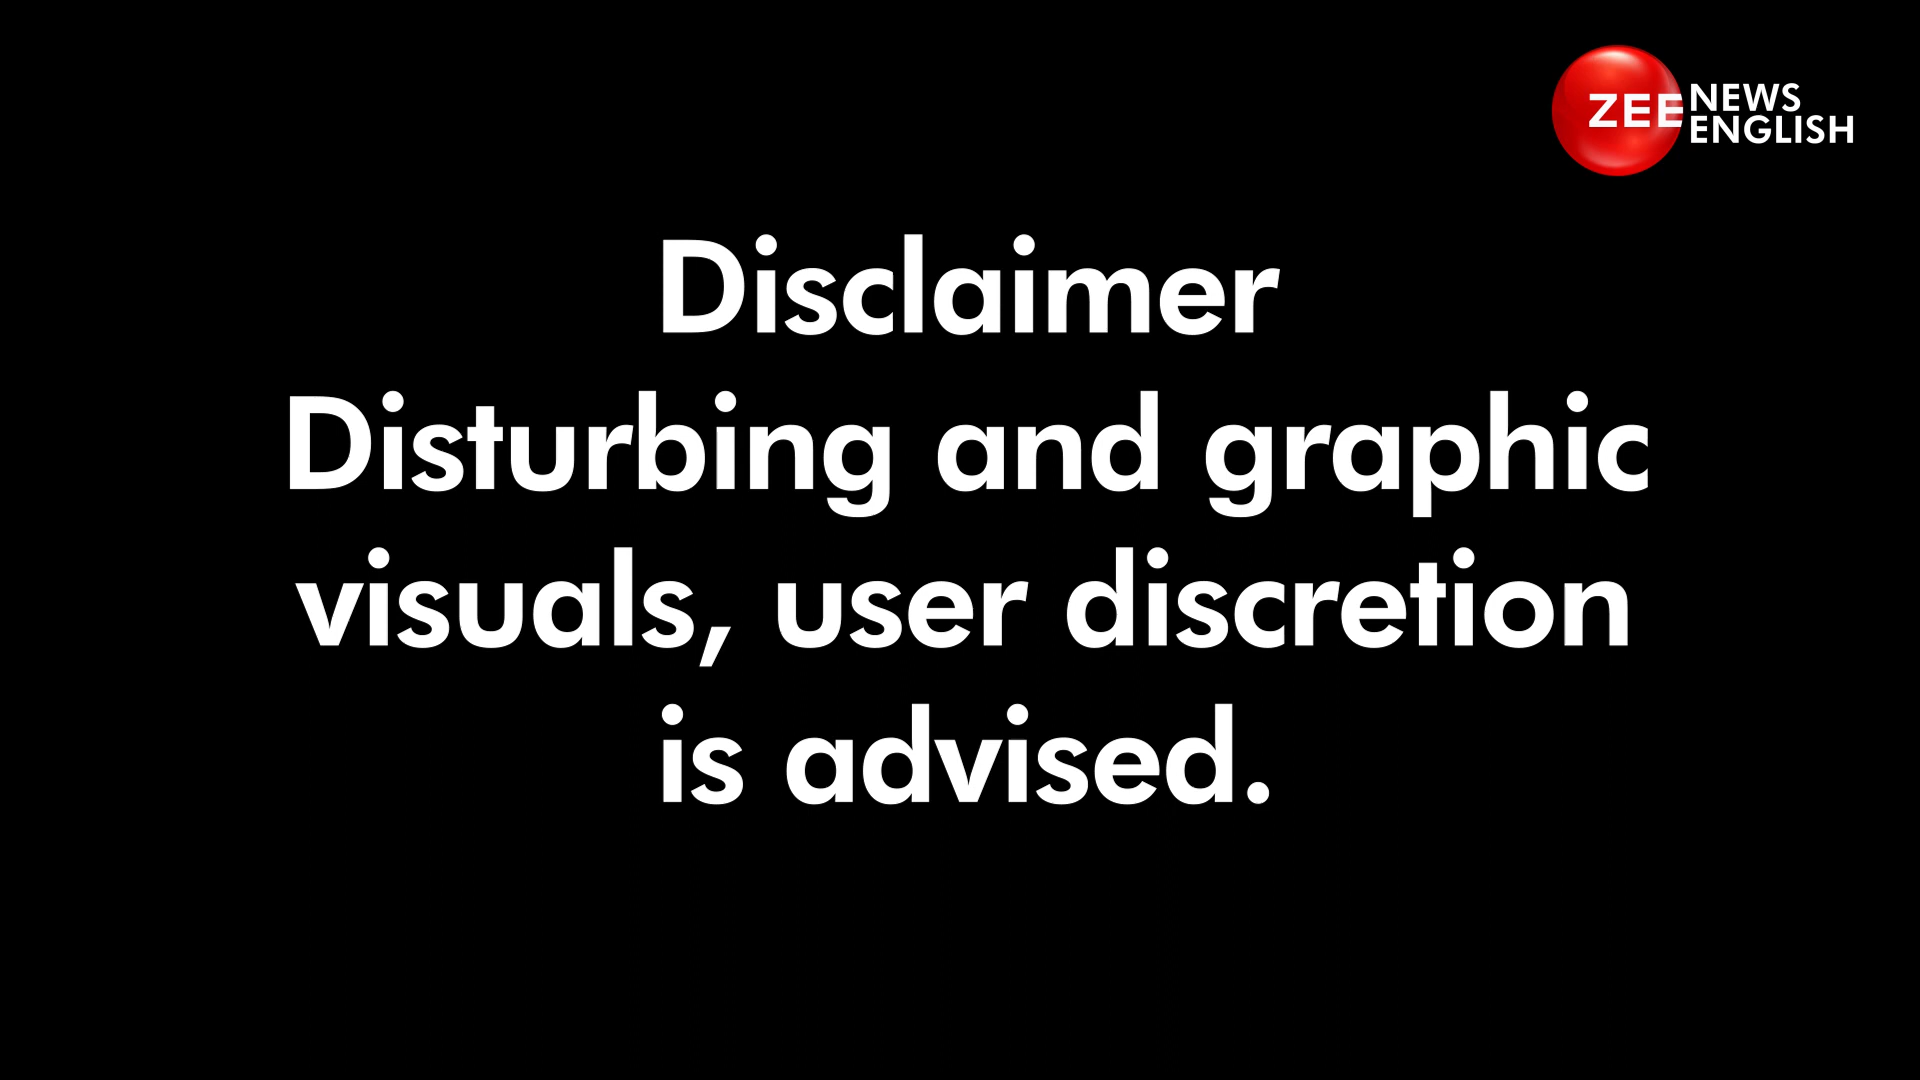 ZEE NEWS
ENGLISH
Disclaimer
Disturbing and graphic
visuals, user discretion
is advised.